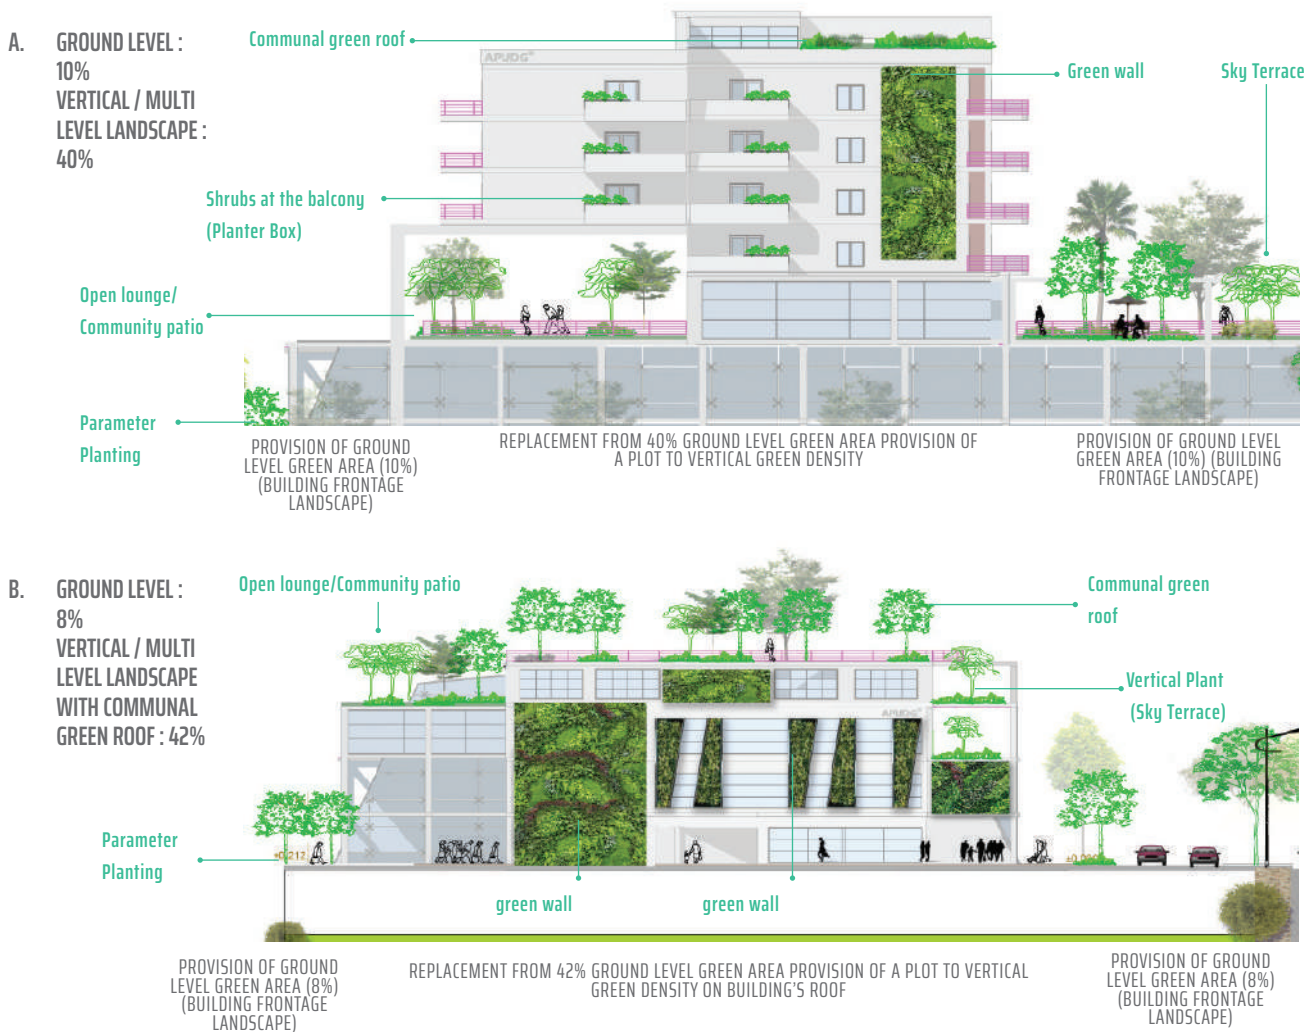 A. GROUND LEVEL :
10%
VERTICAL / MULTI
LEVEL LANDSCAPE :
40%
Communal green roof
APUDG®
Green wall
Sky Terrace
Shrubs at the balcony
(Planter Box)
Open lounge/
Community patio
Parameter
Planting
PROVISION OF GROUND
LEVEL GREEN AREA (10%)
(BUILDING FRONTAGE
LANDSCAPE)
REPLACEMENT FROM 40% GROUND LEVEL GREEN AREA PROVISION OF
A PLOT TO VERTICAL GREEN DENSITY
PROVISION OF GROUND LEVEL
GREEN AREA (10%) (BUILDING
FRONTAGE LANDSCAPE)
B. GROUND LEVEL :
8%
VERTICAL / MULTI
LEVEL LANDSCAPE
WITH COMMUNAL
GREEN ROOF : 42%
Open lounge/Community patio
Communal green
roof
Vertical Plant
(Sky Terrace)
APUDG®
Parameter
Planting
+0.212
green wall
green wall
PROVISION OF GROUND
LEVEL GREEN AREA (8%)
(BUILDING FRONTAGE
LANDSCAPE)
REPLACEMENT FROM 42% GROUND LEVEL GREEN AREA PROVISION OF A PLOT TO VERTICAL
GREEN DENSITY ON BUILDING'S ROOF
PROVISION OF GROUND
LEVEL GREEN AREA (8%)
(BUILDING FRONTAGE
LANDSCAPE)